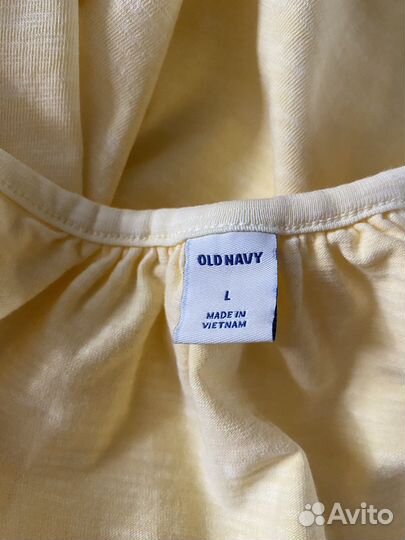 OLD NAVY
L
MADE IN
VIETNAM
Avito